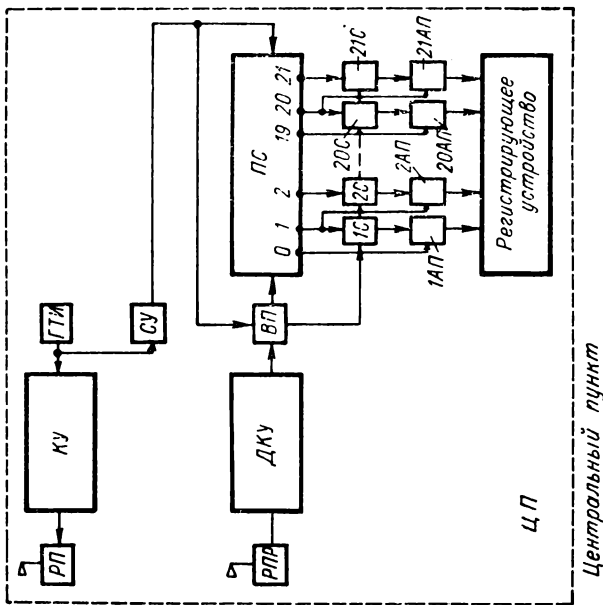 ГТИ
КУ
СУ
РП
ПС
0 1 2 19 20 21
ВП
ДКУ
РПР
1С
2С
20С
21С
1АП
2АП
20АП
21АП
Регистрирующее
устройство
ЦП
Центральный пункт